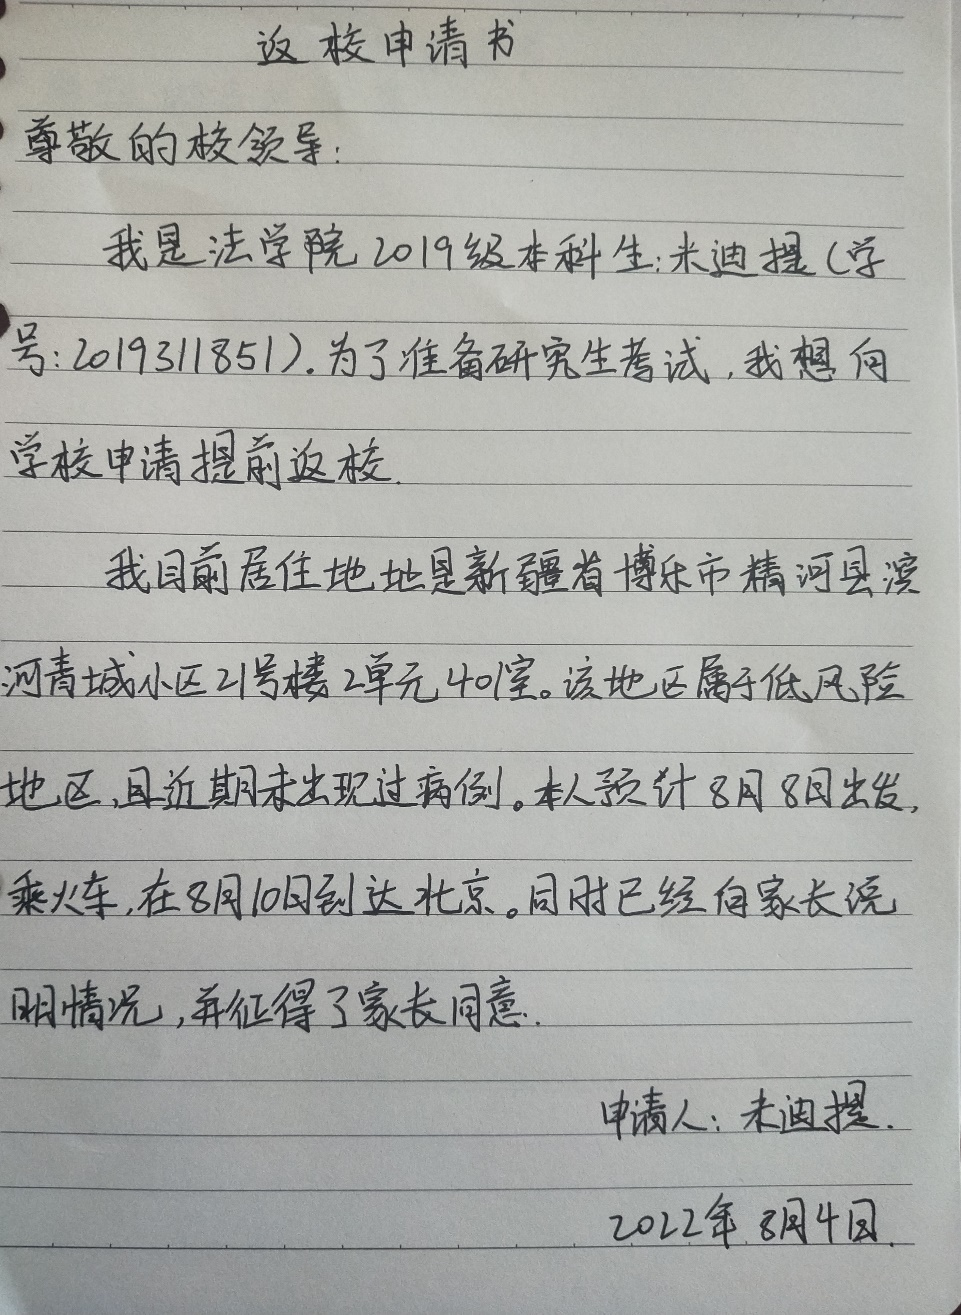 返校申请书
尊敬的校领导:
我是法学院2019级本科生:米迪提(学
号:2019311851).为了准备研究生考试,我想向
学校申请提前返校.
我目前居住地地是新疆省博乐市精河县滨
河青城小区21号楼2单元401室。该地区属于低风险
地区,且近期未出现过病例。本人预计8月8日出发,
乘火车,在8月10日到达北京。同时已经向家长说
明情况,并征得了家长同意.
申请人:米迪提.
2022年8月4日.